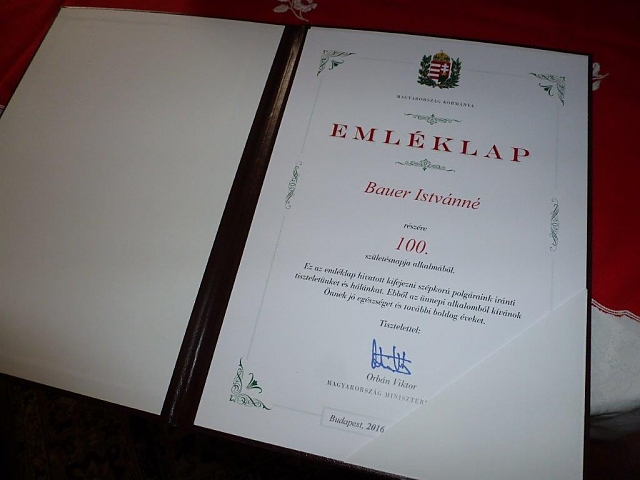 MAGYARORSZÁG KORMÁNYA
EMLÉKLAP
Bauer Istvánné
részére
100.
születésnapja alkalmából.
Ez az emléklap hivatott kifejezni szépkorú polgáraink iránti
tiszteletünket és hálánkat. Ebből az ünnepi alkalomból kívánok
Önnek jó egészséget és további boldog éveket.
Tisztelettel:
Orbán Viktor
MAGYARORSZÁG MINISZTER
Budapest, 2016